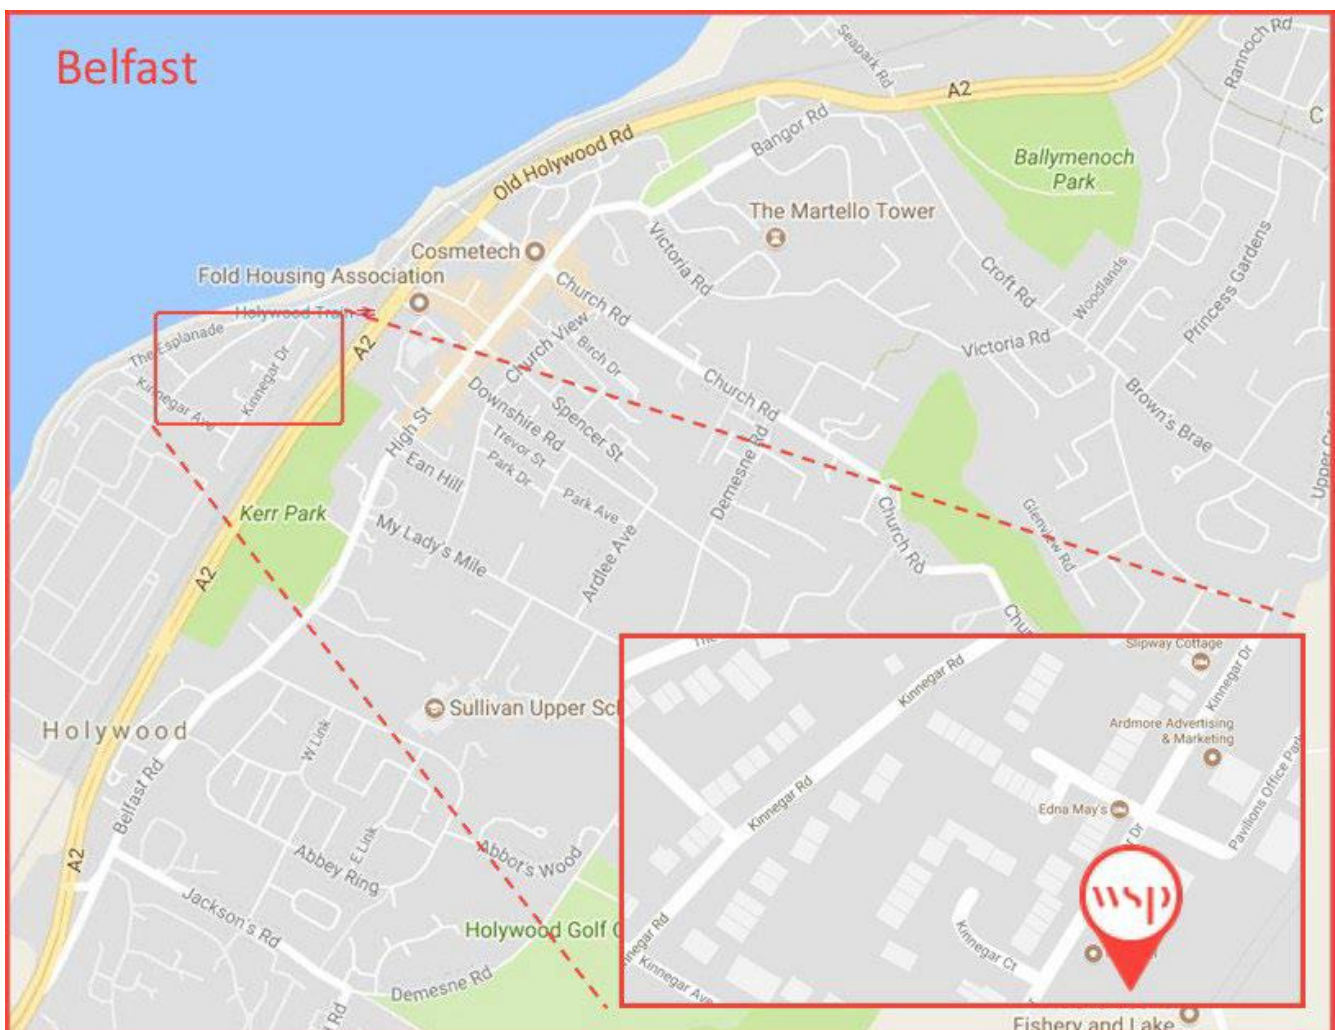 Belfast
Seapark Rd
Rannoch Rd
A2
C
Old Holywood Rd
Bangor Rd
Ballymenoch
Park
The Martello Tower
Cosmetech
Victoria Rd
Princess Gardens
Fold Housing Association
Church Rd
Croft Rd
Woodlands
Holywood Train
The Esplanade
A2
Church View
Victoria Rd
Kinnegar Dr
Birch Dr
Kinnegar Ave
Church Rd
Brown's Brae
High St
Downshire Rd
Spencer St
Trevor St
Ean Hill
Park Dr
Demesne Rd
Upper
Kerr Park
Park Ave
Church Rd
Glenview Rd
My Lady's Mile
Ardlee Ave
A2
Sullivan Upper Sc
Holywood
W Link
Belfast Rd
E Link
Abbot's Wood
A2
Abbey Ring
Jackson's Rd
Holywood Golf C
Demesne Rd
Rd
Slipway Cottage
Kinnegar Rd
Kinnegar Dr
Ardmore Advertising
& Marketing
Kinnegar Rd
Edna May's
Pavilions Office Park
wsp
Kinnegar Ct
Kinnegar Ave
Fishery and Lake